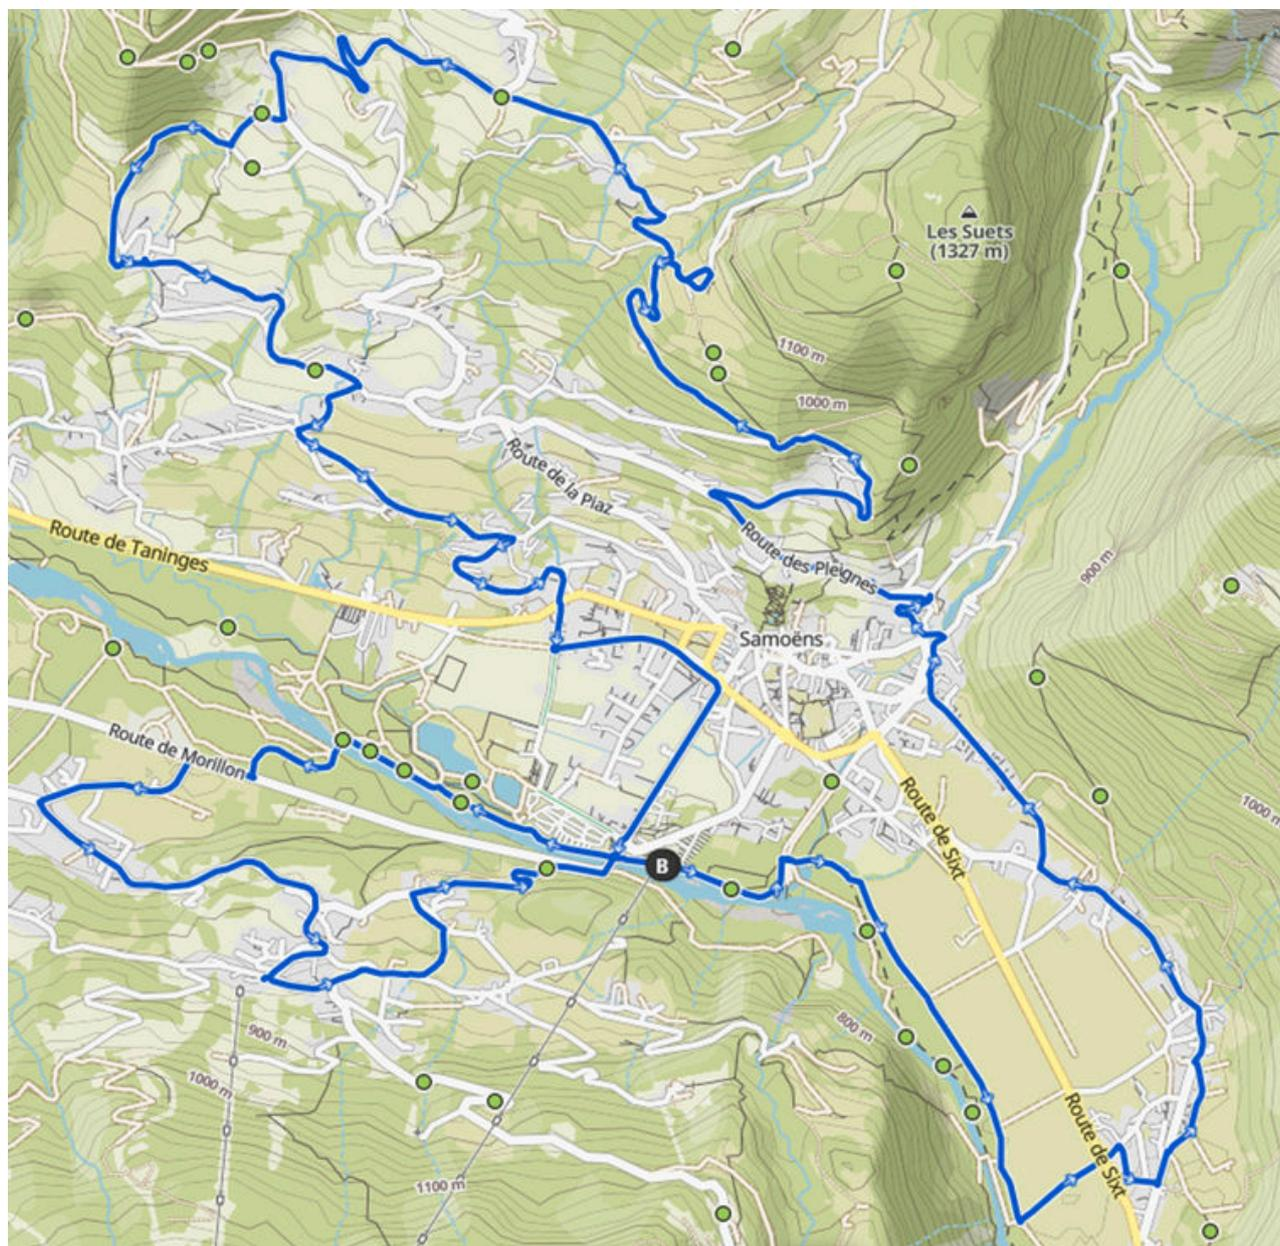 Les Suets
(1327 m)
1100 m
1000 m
Route de la Piaz
Route de Taninges
Route des Pleignes
900 m
Samoëns
Route de Morillon
Route de Sixt
1000
B
900 m
1000 m
800 m
Route de Sixt
1100 m